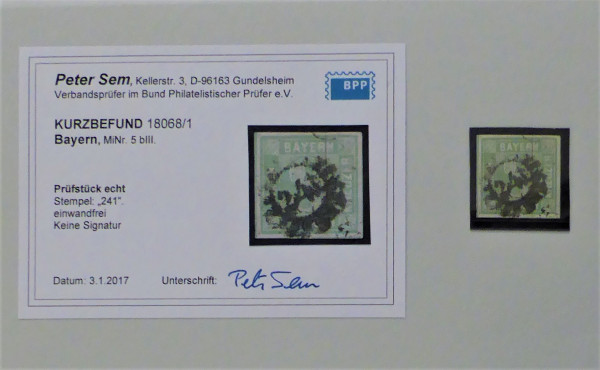 Peter Sem, Kellerstr. 3, D-96163 Gundelsheim
Verbandsprüfer im Bund Philatelistischer Prüfer e.V.
BPP
KURZBEFUND 18068/1
Bayern, MiNr. 5 bIII.
Prüfstück echt
Stempel: „241".
einwandfrei
Keine Signatur
Datum: 3.1.2017
Unterschrift: Petr Sem
BAYERN
BAYERN